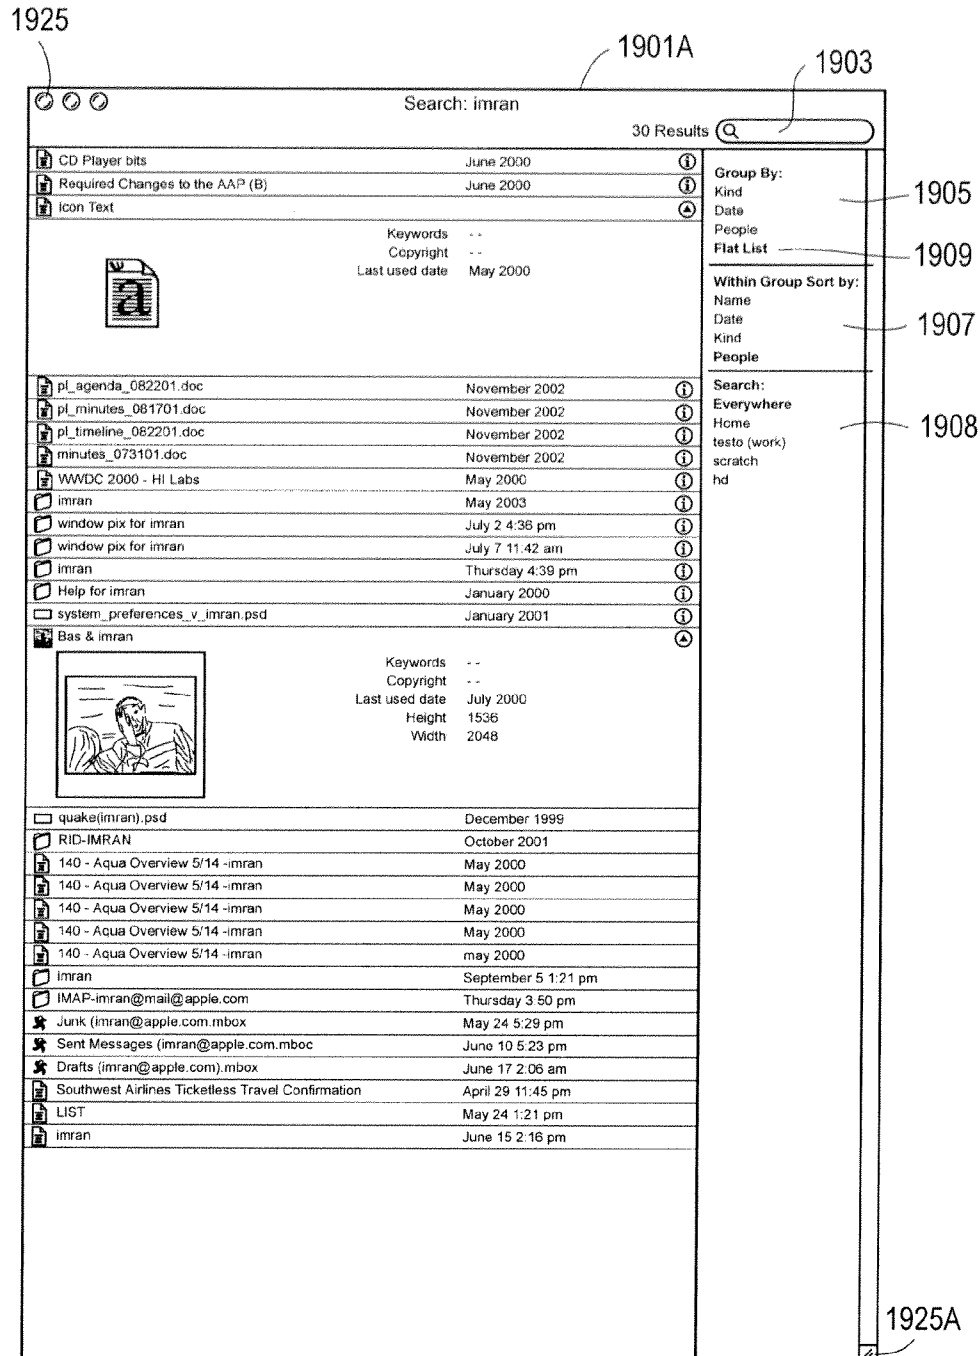 1925
1901A
1903
Search: imran
30 Results
CD Player bits June 2000
Required Changes to the AAP (B) June 2000
Icon Text
Keywords - -
Copyright - -
Last used date May 2000
pl_agenda_082201.doc November 2002
pl_minutes_081701.doc November 2002
pl_timeline_082201.doc November 2002
minutes_073101.doc November 2002
WWDC 2000 - HI Labs May 2000
imran May 2003
window pix for imran July 2 4:36 pm
window pix for imran July 7 11:42 am
imran Thursday 4:39 pm
Help for imran January 2000
system_preferences_v_imran.psd January 2001
Bas & imran
Keywords - -
Copyright - -
Last used date July 2000
Height 1536
Width 2048
quake(imran).psd December 1999
RID-IMRAN October 2001
140 - Aqua Overview 5/14 -imran May 2000
140 - Aqua Overview 5/14 -imran May 2000
140 - Aqua Overview 5/14 -imran May 2000
140 - Aqua Overview 5/14 -imran May 2000
140 - Aqua Overview 5/14 -imran may 2000
imran September 5 1:21 pm
IMAP-imran@mail@apple.com Thursday 3:50 pm
Junk (imran@apple.com.mbox May 24 5:29 pm
Sent Messages (imran@apple.com.mboc June 10 5:23 pm
Drafts (imran@apple.com).mbox June 17 2:06 am
Southwest Airlines Ticketless Travel Confirmation April 29 11:45 pm
LIST May 24 1:21 pm
imran June 15 2:16 pm
Group By:
Kind
Date
People
Flat List
1905
1909
Within Group Sort by:
Name
Date
Kind
People
1907
Search:
Everywhere
Home
testo (work)
scratch
hd
1908
1925A